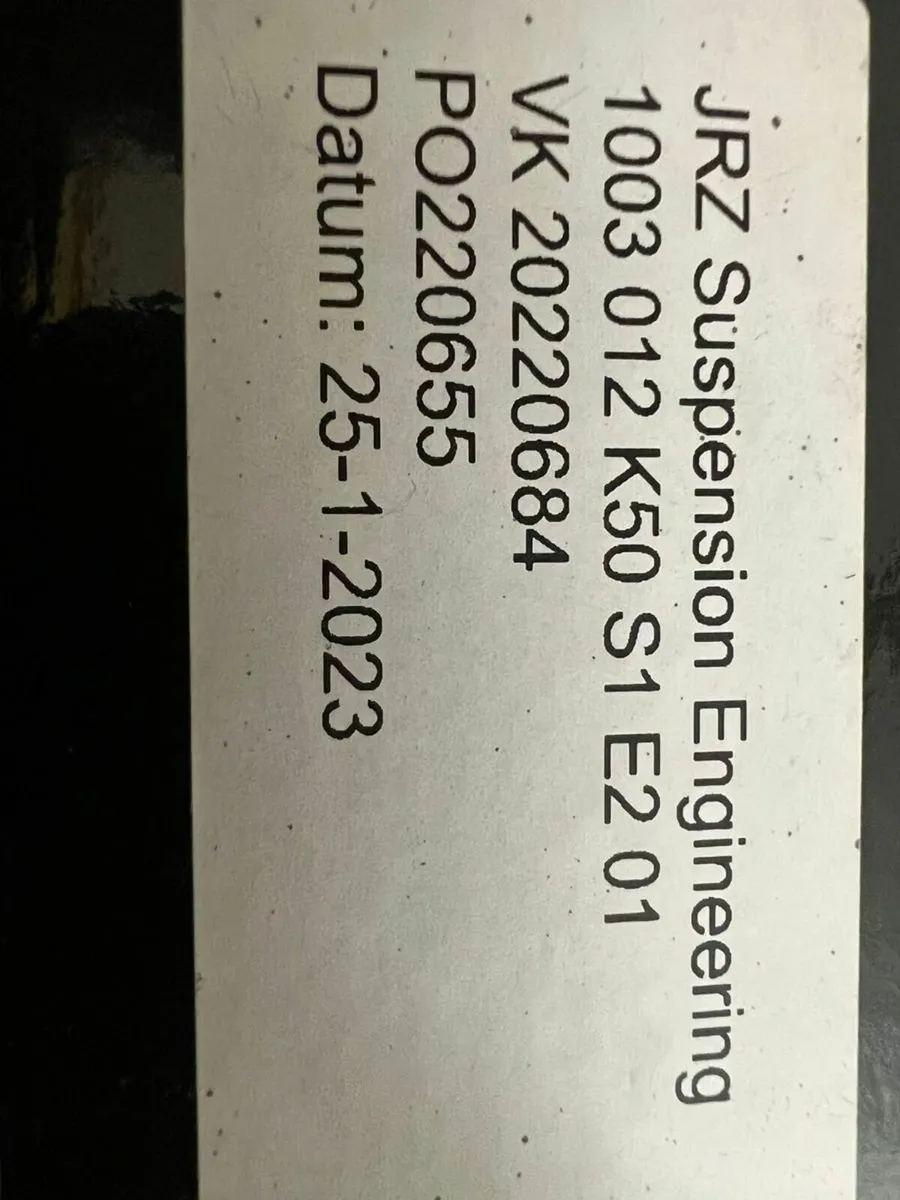 JRZ Suspension Engineering
1003 012 K50 S1 E2 01
VK 20220684
PO220655
Datum: 25-1-2023